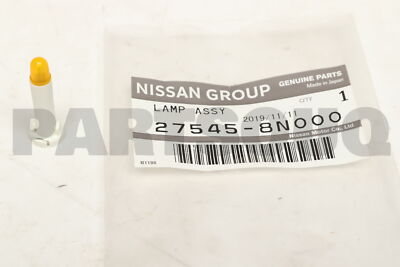 NISSAN GROUP
GENUINE PARTS
Made in Japan
LAMP ASSY
2019/11/11
QTY 1
27545-8N000
Nissan Motor Co., Ltd.
N1198
PARTSOUQ